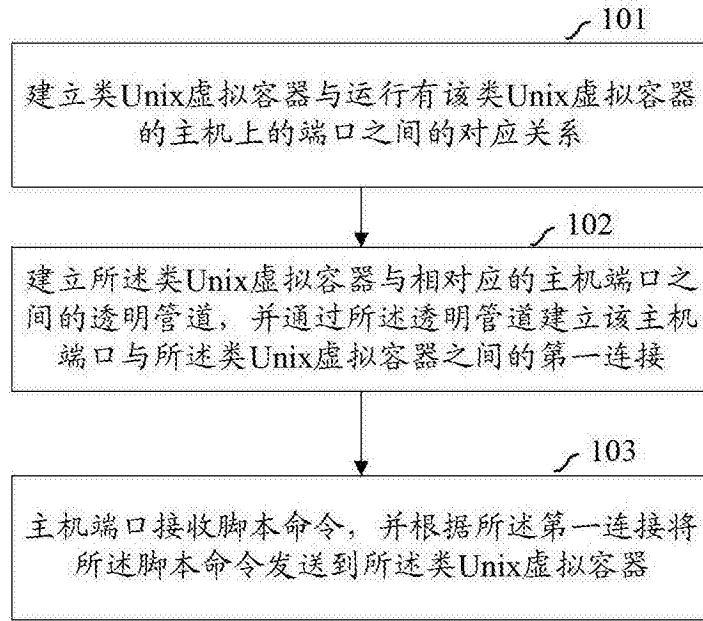 101
建立类Unix虚拟容器与运行有该类Unix虚拟容器
的主机上的端口之间的对应关系
102
建立所述类Unix虚拟容器与相对应的主机端口之
间的透明管道，并通过所述透明管道建立该主机
端口与所述类Unix虚拟容器之间的第一连接
103
主机端口接收脚本命令，并根据所述第一连接将
所述脚本命令发送到所述类Unix虚拟容器